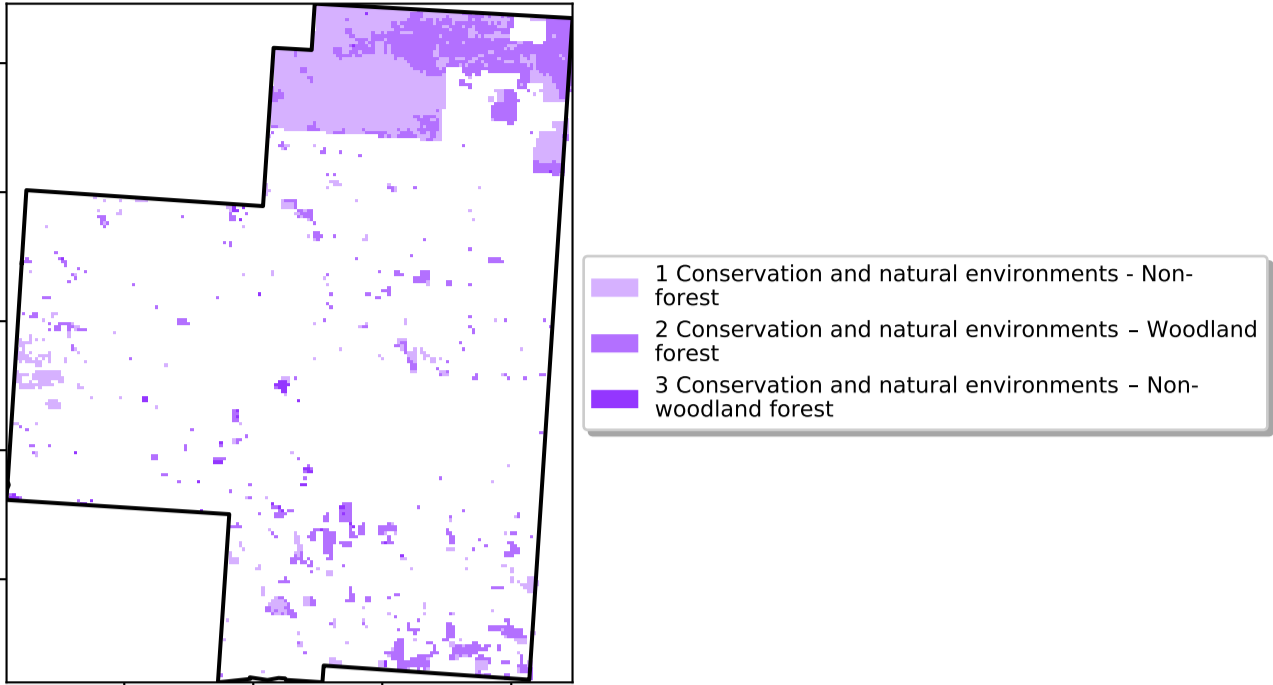 1 Conservation and natural environments - Non-
forest
2 Conservation and natural environments – Woodland
forest
3 Conservation and natural environments – Non-
woodland forest